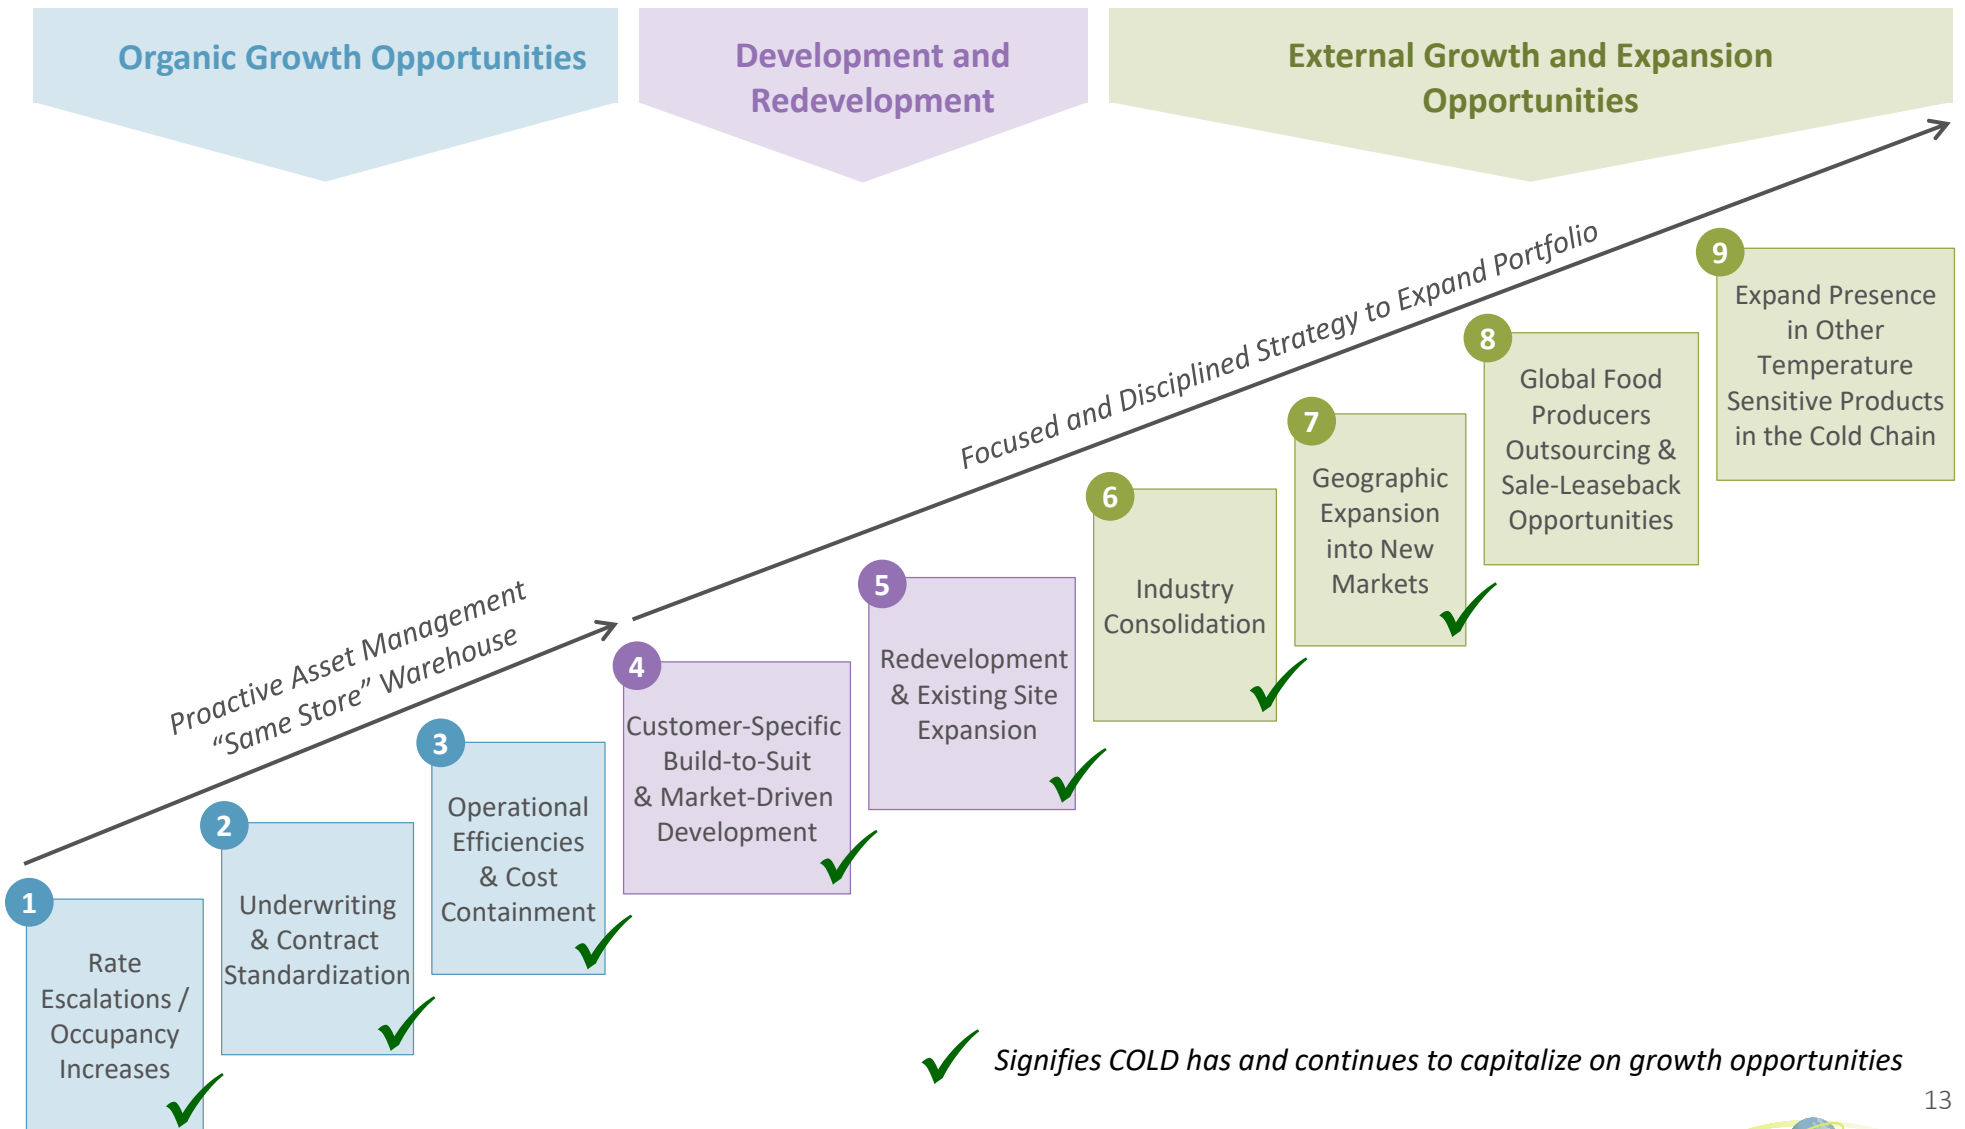 Organic Growth Opportunities
Development and
Redevelopment
External Growth and Expansion
Opportunities
Proactive Asset Management
“Same Store” Warehouse
Focused and Disciplined Strategy to Expand Portfolio
1
Rate
Escalations /
Occupancy
Increases
2
Underwriting
& Contract
Standardization
3
Operational
Efficiencies
& Cost
Containment
4
Customer-Specific
Build-to-Suit
& Market-Driven
Development
5
Redevelopment
& Existing Site
Expansion
6
Industry
Consolidation
7
Geographic
Expansion
into New
Markets
8
Global Food
Producers
Outsourcing &
Sale-Leaseback
Opportunities
9
Expand Presence
in Other
Temperature
Sensitive Products
in the Cold Chain
Signifies COLD has and continues to capitalize on growth opportunities
13